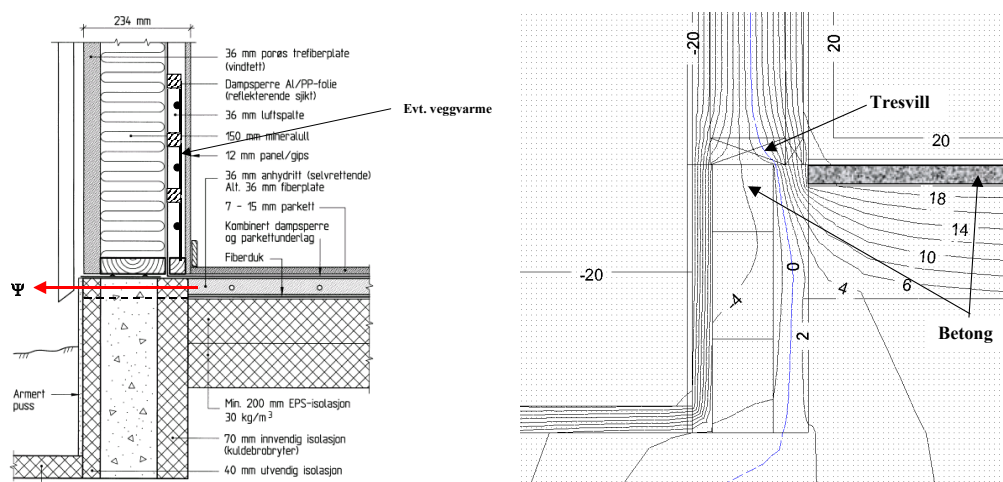 234 mm
36 mm porøs trefiberplate
(vindtett)
Dampsperre Al/PP-folie
(reflekterende sjikt)
36 mm luftspalte
150 mm mineralull
12 mm panel/gips
36 mm anhydritt (selvrettende)
Alt. 36 mm fiberplate
7 - 15 mm parkett
Kombinert dampsperre
og parkettunderlag
Fiberduk
Evt. veggvarme
Ψ
Armert
puss
Min. 200 mm EPS-isolasjon
30 kg/m³
70 mm innvendig isolasjon
(kuldebrobryter)
40 mm utvendig isolasjon
-20
20
Tresvill
20
18
14
10
6
4
0
-20
-4
2
Betong